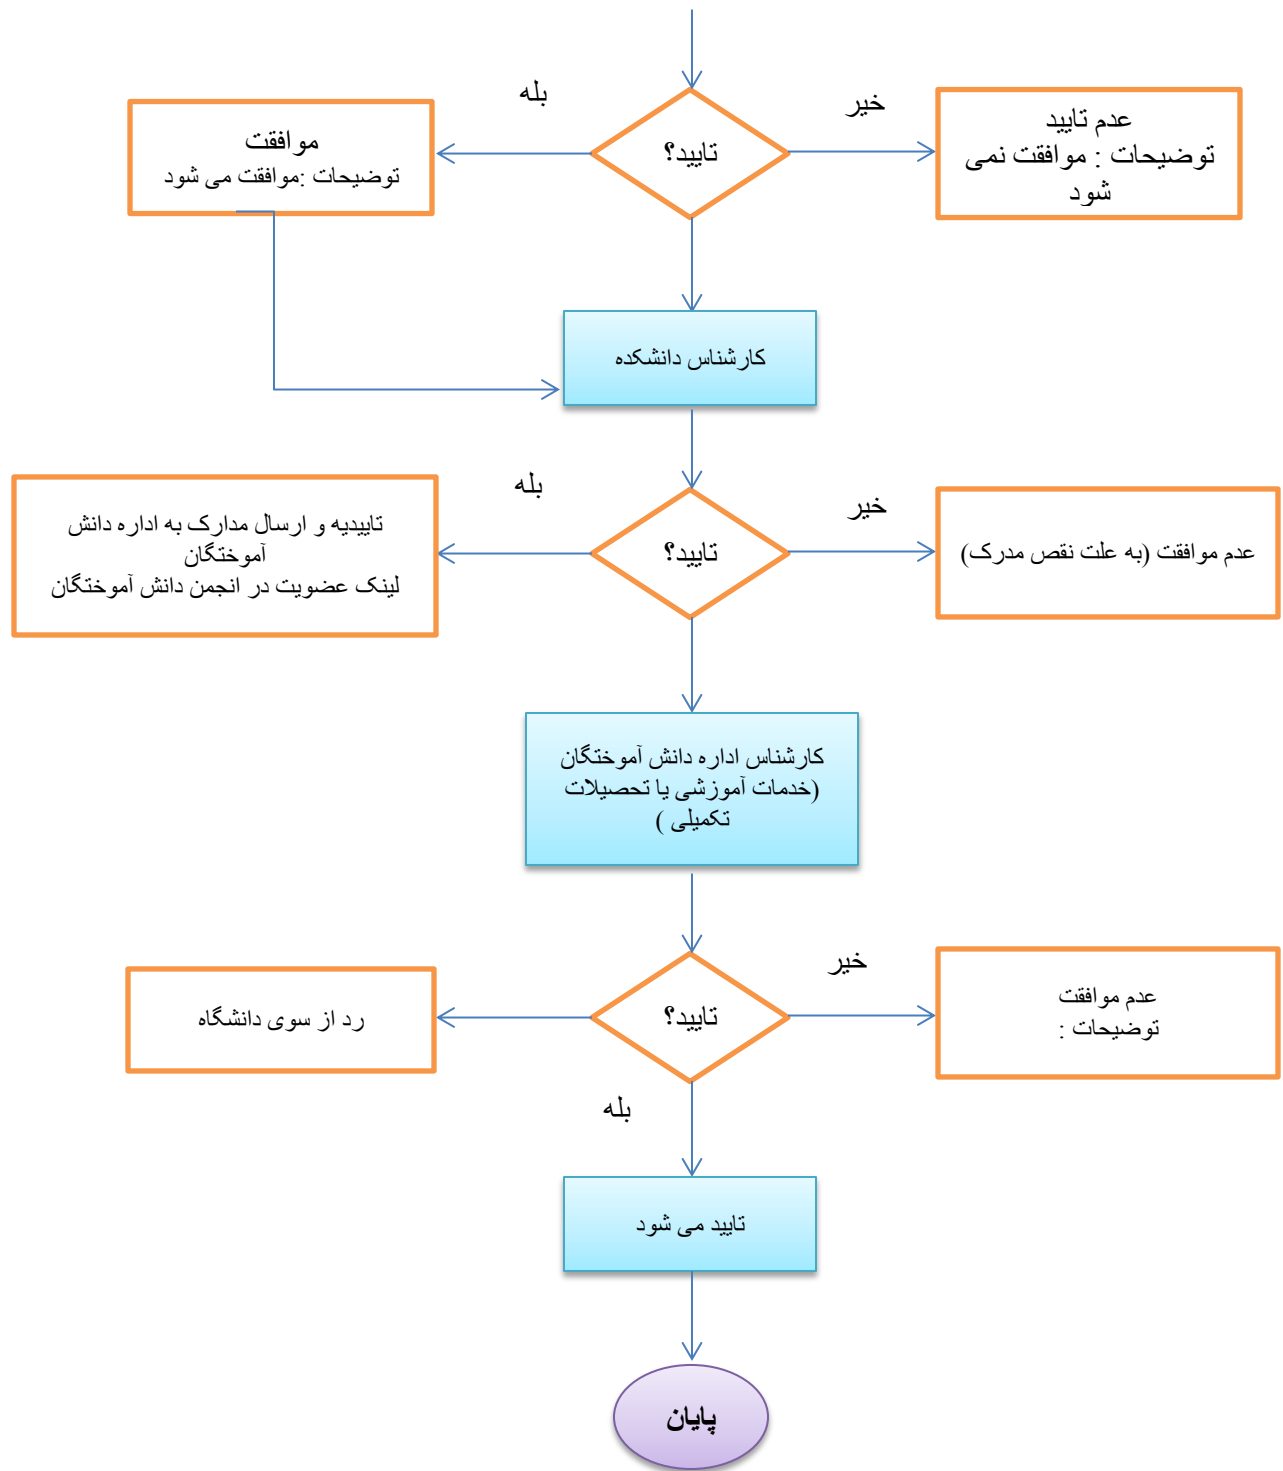 بله
خیر
موافقت
توضیحات :موافقت می شود
تایید؟
عدم تایید
توضیحات : موافقت نمی
شود
کارشناس دانشکده
بله
خیر
تاییدیه و ارسال مدارک به اداره دانش
آموختگان
لینک عضویت در انجمن دانش آموختگان
تایید؟
عدم موافقت (به علت نقص مدرک)
کارشناس اداره دانش آموختگان
(خدمات آموزشی یا تحصیلات
تکمیلی )
خیر
رد از سوی دانشگاه
تایید؟
عدم موافقت
توضیحات :
بله
تایید می شود
پایان